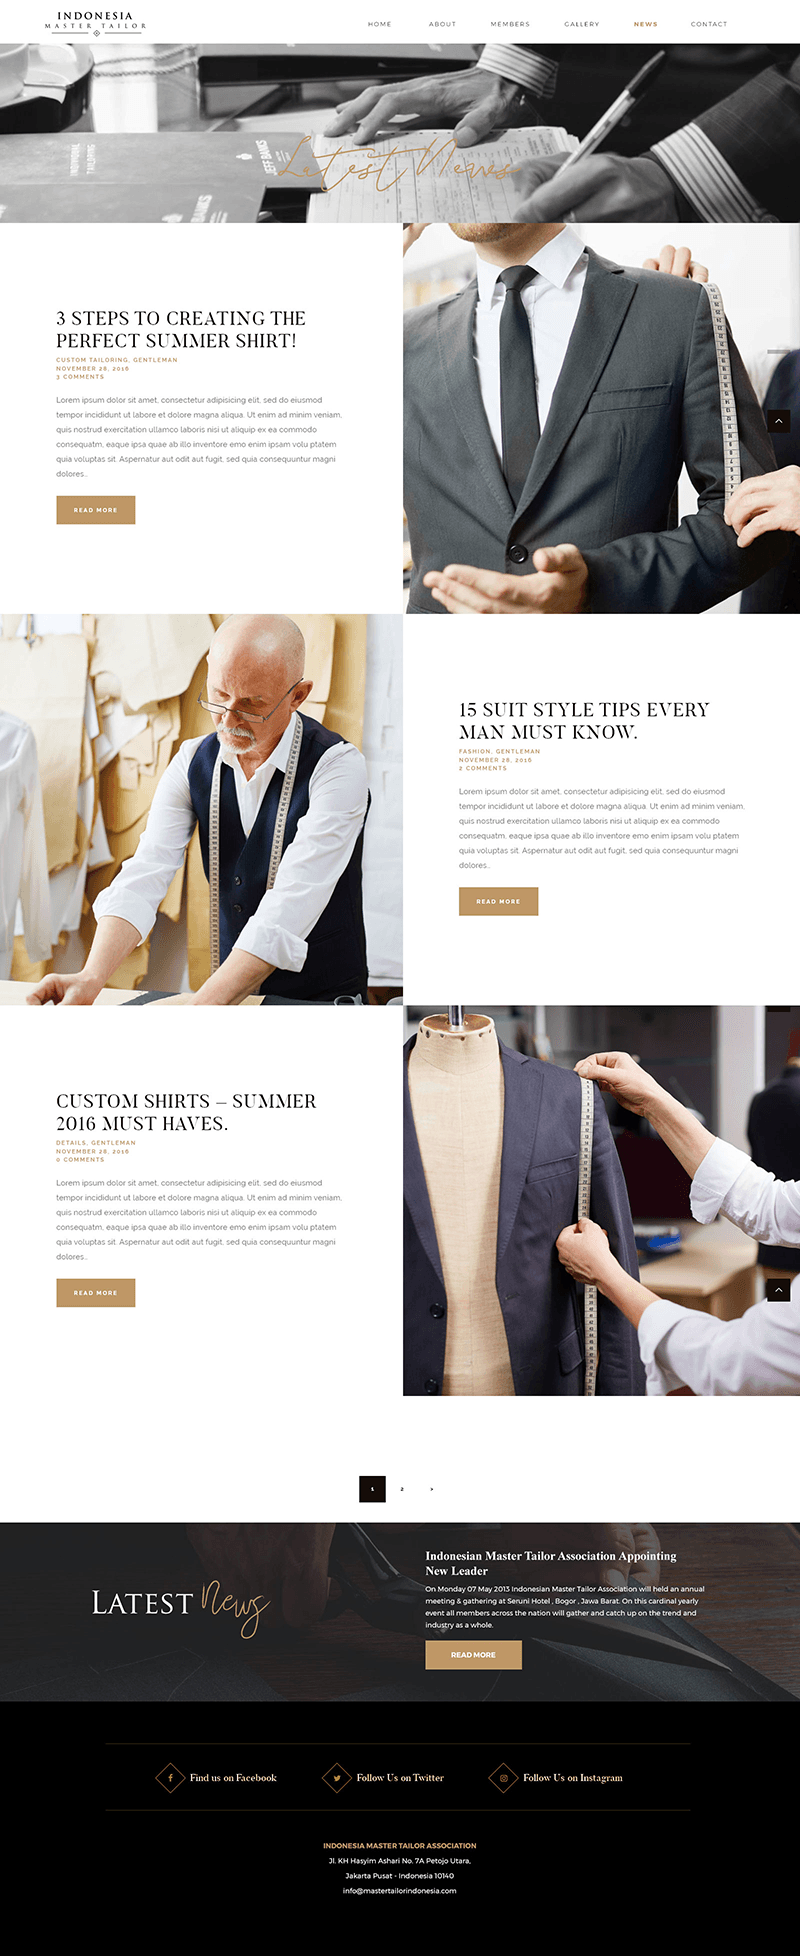 INDONESIA
MASTER TAILOR
HOME ABOUT MEMBERS GALLERY NEWS CONTACT
INDIVIDUAL
TAILORING
JEFF BANKS
BANKS
Latest News
3 STEPS TO CREATING THE
PERFECT SUMMER SHIRT!
CUSTOM TAILORING, GENTLEMAN
NOVEMBER 28, 2016
3 COMMENTS
Lorem ipsum dolor sit amet, consectetur adipisicing elit, sed do eiusmod
tempor incididunt ut labore et dolore magna aliqua. Ut enim ad minim veniam,
quis nostrud exercitation ullamco laboris nisi ut aliquip ex ea commodo
consequatm, eaque ipsa quae ab illo inventore emo enim ipsam volu ptatem
quia voluptas sit. Aspernatur aut odit aut fugit, sed quia consequuntur magni
dolores..
READ MORE
15 SUIT STYLE TIPS EVERY
MAN MUST KNOW.
FASHION, GENTLEMAN
NOVEMBER 28, 2016
2 COMMENTS
Lorem ipsum dolor sit amet, consectetur adipisicing elit, sed do eiusmod
tempor incididunt ut labore et dolore magna aliqua. Ut enim ad minim veniam,
quis nostrud exercitation ullamco laboris nisi ut aliquip ex ea commodo
consequatm, eaque ipsa quae ab illo inventore emo enim ipsam volu ptatem
quia voluptas sit. Aspernatur aut odit aut fugit, sed quia consequuntur magni
dolores..
READ MORE
CUSTOM SHIRTS – SUMMER
2016 MUST HAVES.
DETAILS, GENTLEMAN
NOVEMBER 28, 2016
0 COMMENTS
Lorem ipsum dolor sit amet, consectetur adipisicing elit, sed do eiusmod
tempor incididunt ut labore et dolore magna aliqua. Ut enim ad minim veniam,
quis nostrud exercitation ullamco laboris nisi ut aliquip ex ea commodo
consequatm, eaque ipsa quae ab illo inventore emo enim ipsam volu ptatem
quia voluptas sit. Aspernatur aut odit aut fugit, sed quia consequuntur magni
dolores..
READ MORE
1 2 >
LATEST News
Indonesian Master Tailor Association Appointing
New Leader
On Monday 07 May 2013 Indonesian Master Tailor Association will held an annual
meeting & gathering at Seruni Hotel , Bogor , Jawa Barat. On this cardinal yearly
event all members across the nation will gather and catch up on the trend and
industry as a whole.
READ MORE
Find us on Facebook
Follow Us on Twitter
Follow Us on Instagram
INDONESIA MASTER TAILOR ASSOCIATION
Jl. KH Hasyim Ashari No. 7A Petojo Utara,
Jakarta Pusat - Indonesia 10140
info@mastertailorindonesia.com